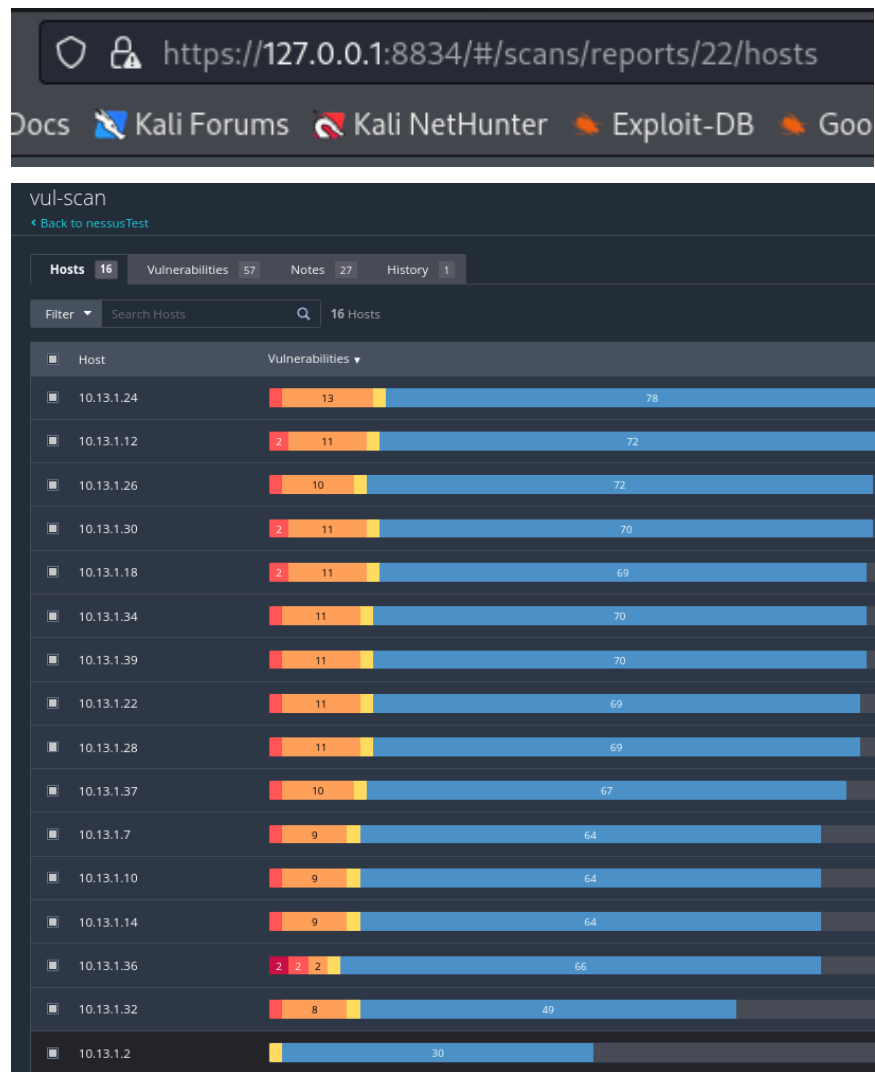 https://127.0.0.1:8834/#/scans/reports/22/hosts
Docs Kali Forums Kali NetHunter Exploit-DB Goo
vul-scan
Back to nessusTest
Hosts 16 Vulnerabilities 57 Notes 27 History 1
Filter Search Hosts 16 Hosts
Host Vulnerabilities
10.13.1.24 13 78
10.13.1.12 2 11 72
10.13.1.26 10 72
10.13.1.30 2 11 70
10.13.1.18 2 11 69
10.13.1.34 11 70
10.13.1.39 11 70
10.13.1.22 11 69
10.13.1.28 11 69
10.13.1.37 10 67
10.13.1.7 9 64
10.13.1.10 9 64
10.13.1.14 9 64
10.13.1.36 2 2 2 66
10.13.1.32 8 49
10.13.1.2 30